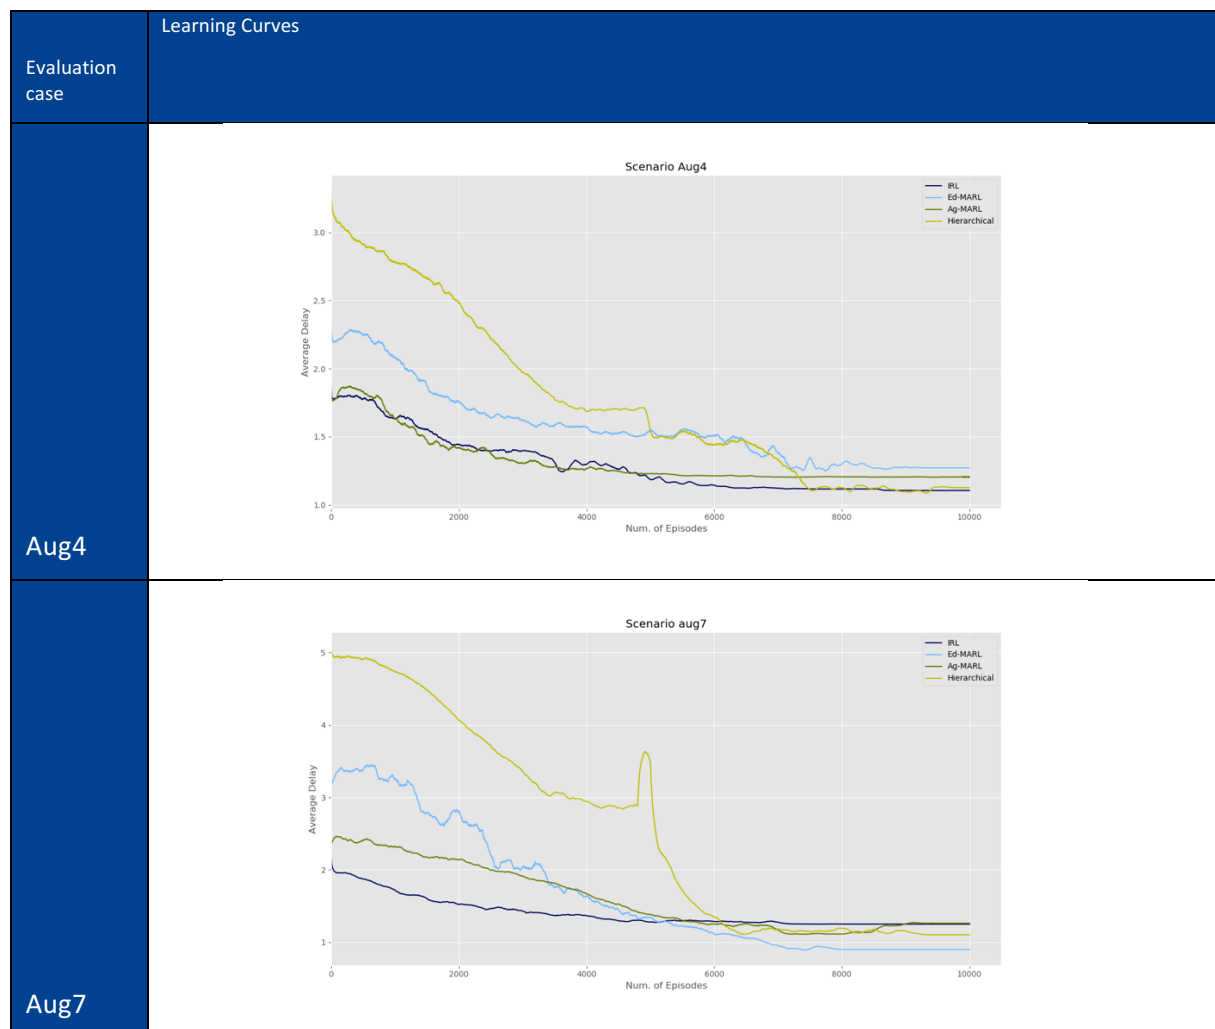 Learning Curves
Evaluation
case
Aug4
Scenario Aug4
IRL
Ed-MARL
Ag-MARL
Hierarchical
Average Delay
3.0
2.5
2.0
1.5
1.0
0 2000 4000 6000 8000 10000
Num. of Episodes
Aug7
Scenario aug7
IRL
Ed-MARL
Ag-MARL
Hierarchical
Average Delay
5
4
3
2
1
0 2000 4000 6000 8000 10000
Num. of Episodes